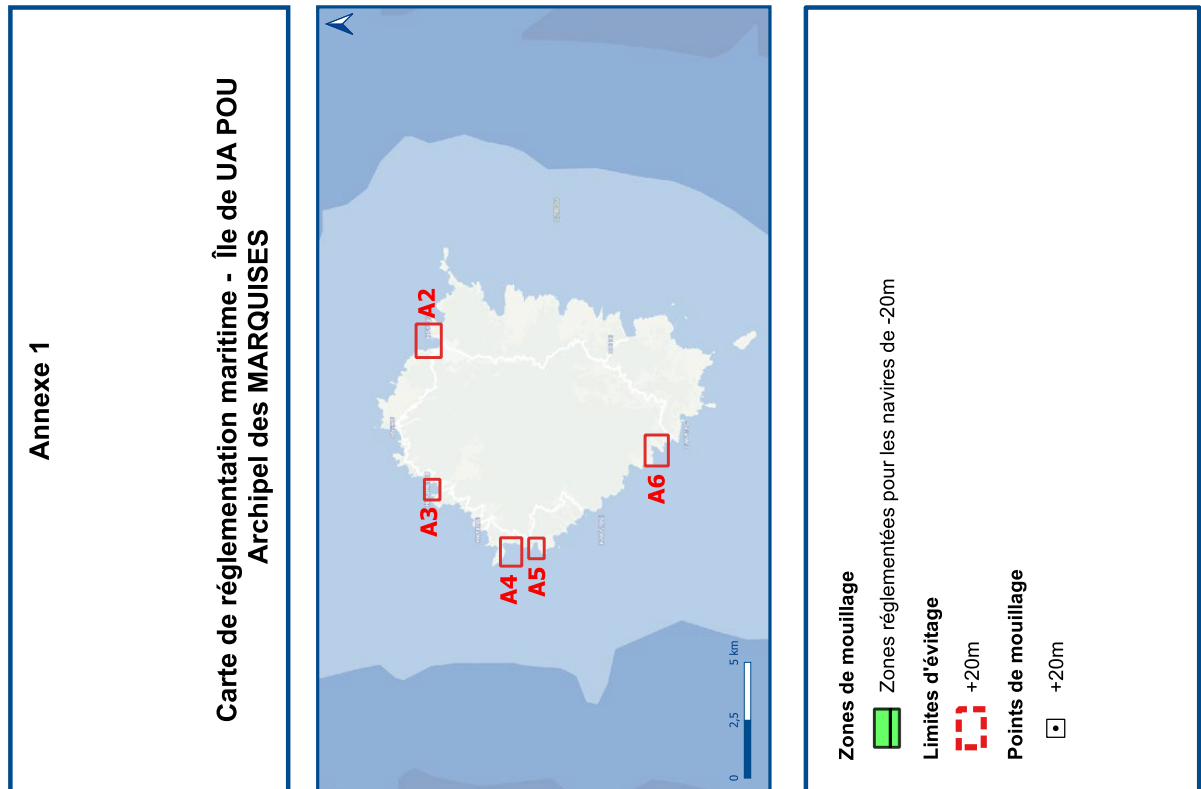 Annexe 1
Carte de réglementation maritime - Île de UA POU
Archipel des MARQUISES
A2
A3
A4
A5
A6
0
2,5
5 km
Zones de mouillage
Zones réglementées pour les navires de -20m
Limites d'évitage
+20m
Points de mouillage
+20m